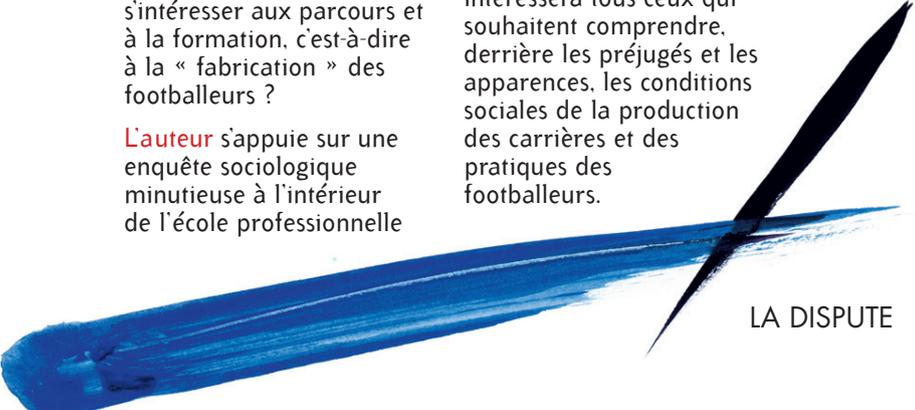 s'intéresser aux parcours et
à la formation, c'est-à-dire
à la « fabrication » des
footballeurs ?
L'auteur s'appuie sur une
enquête sociologique
minutieuse à l'intérieur
de l'école professionnelle
intéressera tous ceux qui
souhaitent comprendre,
derrière les préjugés et les
apparences, les conditions
sociales de la production
des carrières et des
pratiques des
footballeurs.
LA DISPUTE